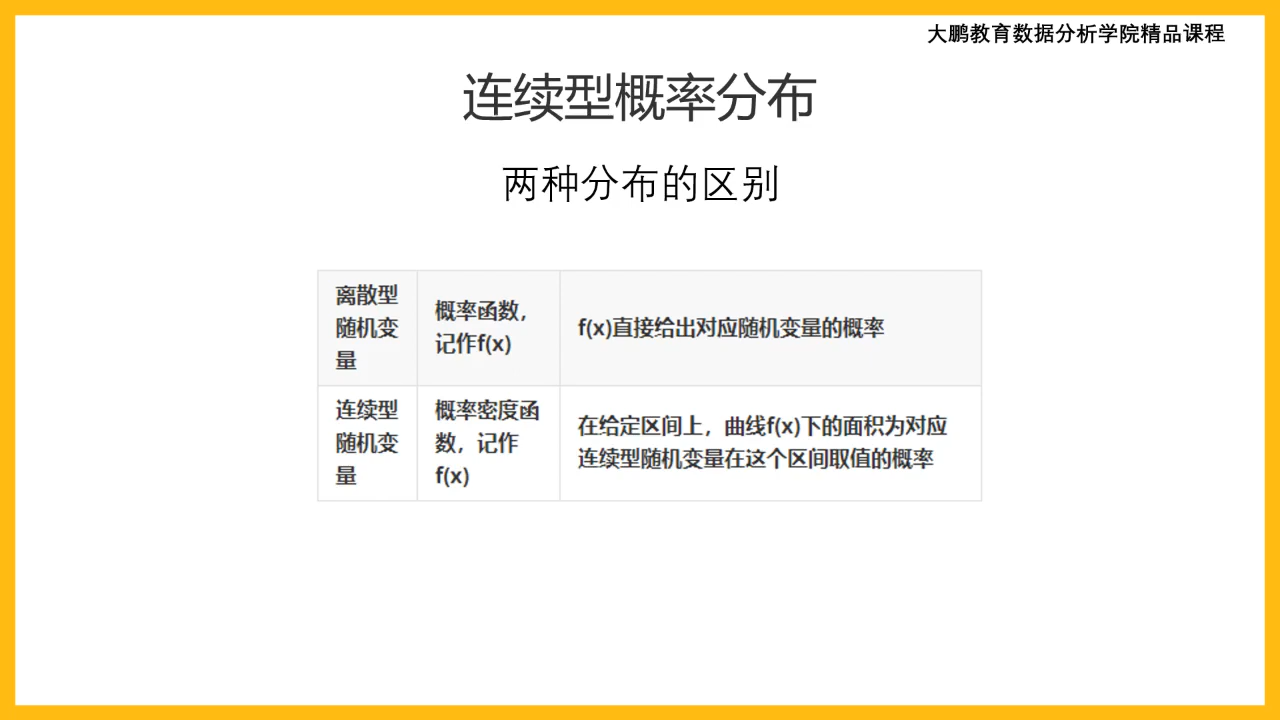 大鹏教育数据分析学院精品课程
连续型概率分布
两种分布的区别
离散型
随机变
量
概率函数，
记作f(x)
f(x)直接给出对应随机变量的概率
连续型
随机变
量
概率密度函
数，记作
f(x)
在给定区间上，曲线f(x)下的面积为对应
连续型随机变量在这个区间取值的概率